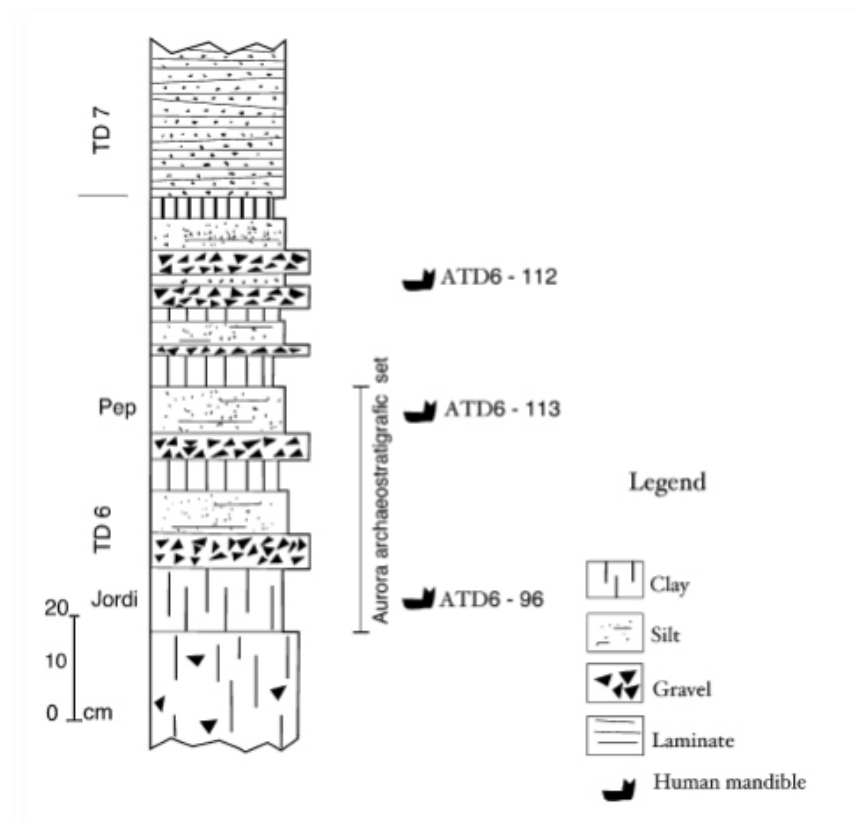 TD 7
ATD6 - 112
Pep
ATD6 - 113
Aurora archaeostratigrafic set
TD 6
Jordi
ATD6 - 96
20
10
0 cm
Legend
Clay
Silt
Gravel
Laminate
Human mandible